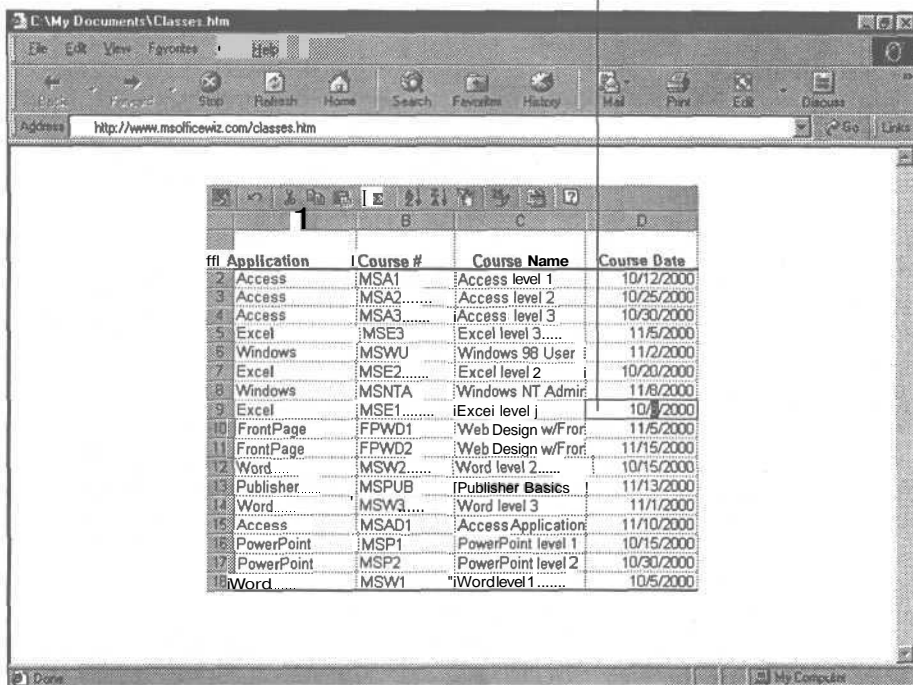 C:\My Documents\Classes.htm
File Edit View Favorites Help
Back Forward Stop Refresh Home Search Favorites History Mail Print Edit Discuss
Address http://www.msofficewiz.com/classes.htm Go Links
1 B C D
Application Course # Course Name Course Date
2 Access MSA1 Access level 1 10/12/2000
3 Access MSA2....... Access level 2 10/25/2000
4 Access MSA3....... iAccess level 3 10/30/2000
5 Excel MSE3 Excel level 3..... 11/5/2000
6 Windows MSWU Windows 98 User 11/2/2000
7 Excel MSE2....... Excel level 2 10/20/2000
8 Windows MSNTA Windows NT Admir 11/8/2000
9 Excel MSE1........ iExcei level j 10/ /2000
10 FrontPage FPWD1 Web Design w/Fror 11/5/2000
11 FrontPage FPWD2 Web Design w/Fror 11/15/2000
12 Word..... MSW2...... Word level 2..... 10/15/2000
13 Publisher...... MSPUB Publisher Basics 11/13/2000
14 Word...... MSW3..... Word level 3 11/1/2000
15 Access MSAD1 Access Application 11/10/2000
16 PowerPoint MSP1 PowerPoint level 1 10/15/2000
17 PowerPoint MSP2 PowerPoint level 2 10/30/2000
18 iWord...... MSW1 "iWordlevel1....... 10/5/2000
Done My Computer